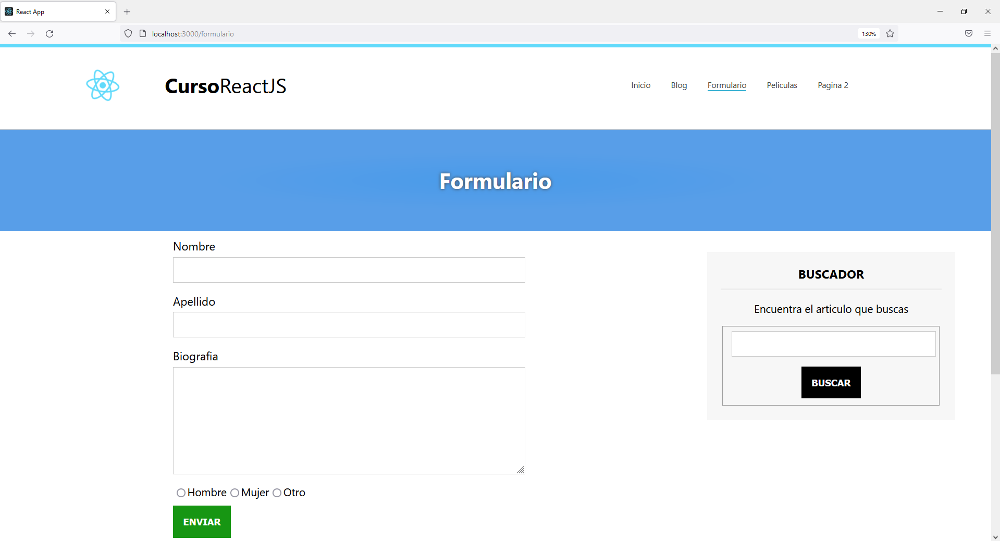 React App
localhost:3000/formulario
130%
CursoReactJS
Inicio Blog Formulario Peliculas Pagina 2
Formulario
Nombre
Apellido
Biografia
Hombre Mujer Otro
ENVIAR
BUSCADOR
Encuentra el articulo que buscas
BUSCAR